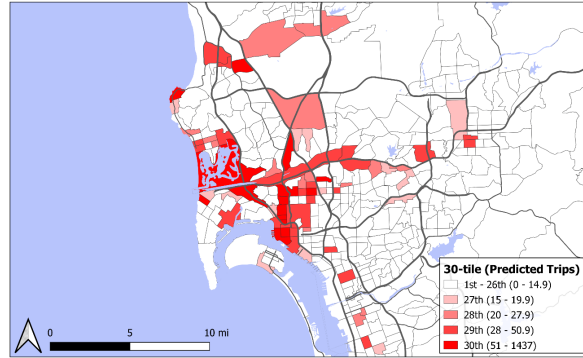 30-tile (Predicted Trips)
1st - 26th (0 - 14.9)
27th (15 - 19.9)
28th (20 - 27.9)
29th (28 - 50.9)
30th (51 - 1437)
0 5 10 mi